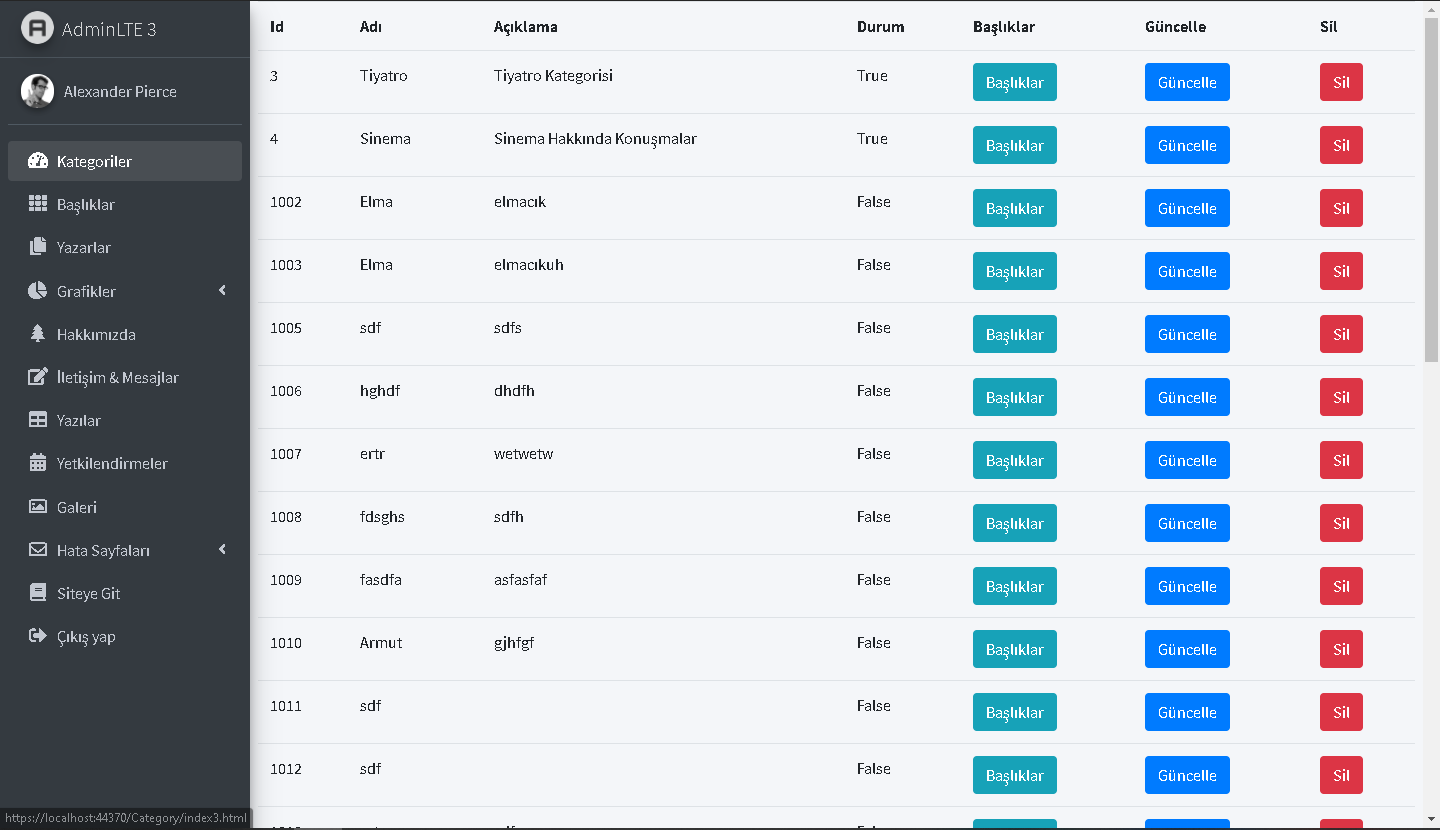 AdminLTE 3
Alexander Pierce
Kategoriler
Başlıklar
Yazarlar
Grafikler
Hakkımızda
İletişim & Mesajlar
Yazılar
Yetkilendirmeler
Galeri
Hata Sayfaları
Siteye Git
Çıkış yap
https://localhost:44370/Category/index3.html
Id Adı Açıklama Durum Başlıklar Güncelle Sil
3 Tiyatro Tiyatro Kategorisi True Başlıklar Güncelle Sil
4 Sinema Sinema Hakkında Konuşmalar True Başlıklar Güncelle Sil
1002 Elma elmacık False Başlıklar Güncelle Sil
1003 Elma elmacıkuh False Başlıklar Güncelle Sil
1005 sdf sdfs False Başlıklar Güncelle Sil
1006 hghdf dhdfh False Başlıklar Güncelle Sil
1007 ertr wetwetw False Başlıklar Güncelle Sil
1008 fdsghs sdfh False Başlıklar Güncelle Sil
1009 fasdfa asfasfaf False Başlıklar Güncelle Sil
1010 Armut gjhfgf False Başlıklar Güncelle Sil
1011 sdf False Başlıklar Güncelle Sil
1012 sdf False Başlıklar Güncelle Sil